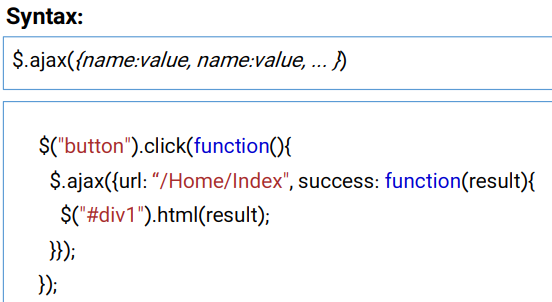 Syntax:
$.ajax({name:value, name:value, ... })
$("button").click(function(){
$.ajax({url: “/Home/Index", success: function(result){
$("#div1").html(result);
}});
});